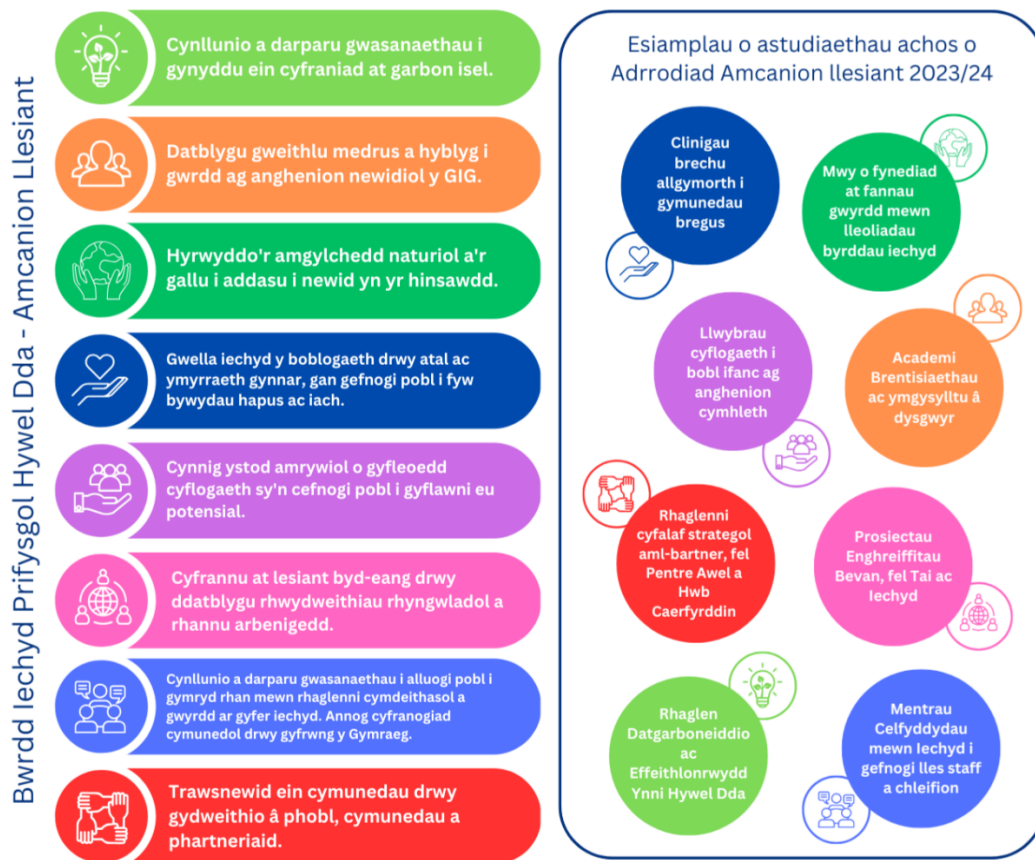 Bwrdd Iechyd Prifysgol Hywel Dda - Amcanion Llesiant
Cynllunio a darparu gwasanaethau i
gynyddu ein cyfraniad at garbon isel.
Datblygu gweithlu medrus a hyblyg i
gwrdd ag anghenion newidiol y GIG.
Hyrwyddo'r amgylchedd naturiol a'r
gallu i addasu i newid yn yr hinsawdd.
Gwella iechyd y boblogaeth drwy atal ac
ymyrraeth gynnar, gan gefnogi pobl i fyw
bywydau hapus ac iach.
Cynnig ystod amrywiol o gyfleoedd
cyflogaeth sy'n cefnogi pobl i gyflawni eu
potensial.
Cyfrannu at lesiant byd-eang drwy
ddatblygu rhwydweithiau rhyngwladol a
rhannu arbenigedd.
Cynllunio a darparu gwasanaethau i alluogi pobl i
gymryd rhan mewn rhaglenni cymdeithasol a
gwyrdd ar gyfer iechyd. Annog cyfranogiad
cymunedol drwy gyfrwng y Gymraeg.
Trawsnewid ein cymunedau drwy
gydweithio â phobl, cymunedau a
phartneriaid.
Esiamplau o astudiaethau achos o
Adrrodiad Amcanion llesiant 2023/24
Clinigau
brechu
allgymorth i
gymunedau
bregus
Mwy o fynediad
at fannau
gwyrdd mewn
lleoliadau
byrddau iechyd
Llwybrau
cyflogaeth i
bobl ifanc ag
anghenion
cymhleth
Academi
Brentisiaethau
ac ymgysylltu â
dysgwyr
Rhaglenni
cyfalaf strategol
aml-bartner, fel
Pentre Awel a
Hwb
Caerfyrddin
Prosiectau
Enghreiffitau
Bevan, fel Tai ac
Iechyd
Rhaglen
Datgarboneiddio
ac
Effeithlonrwydd
Ynni Hywel Dda
Mentrau
Celfyddydau
mewn Iechyd i
gefnogi lles staff
a chleifion